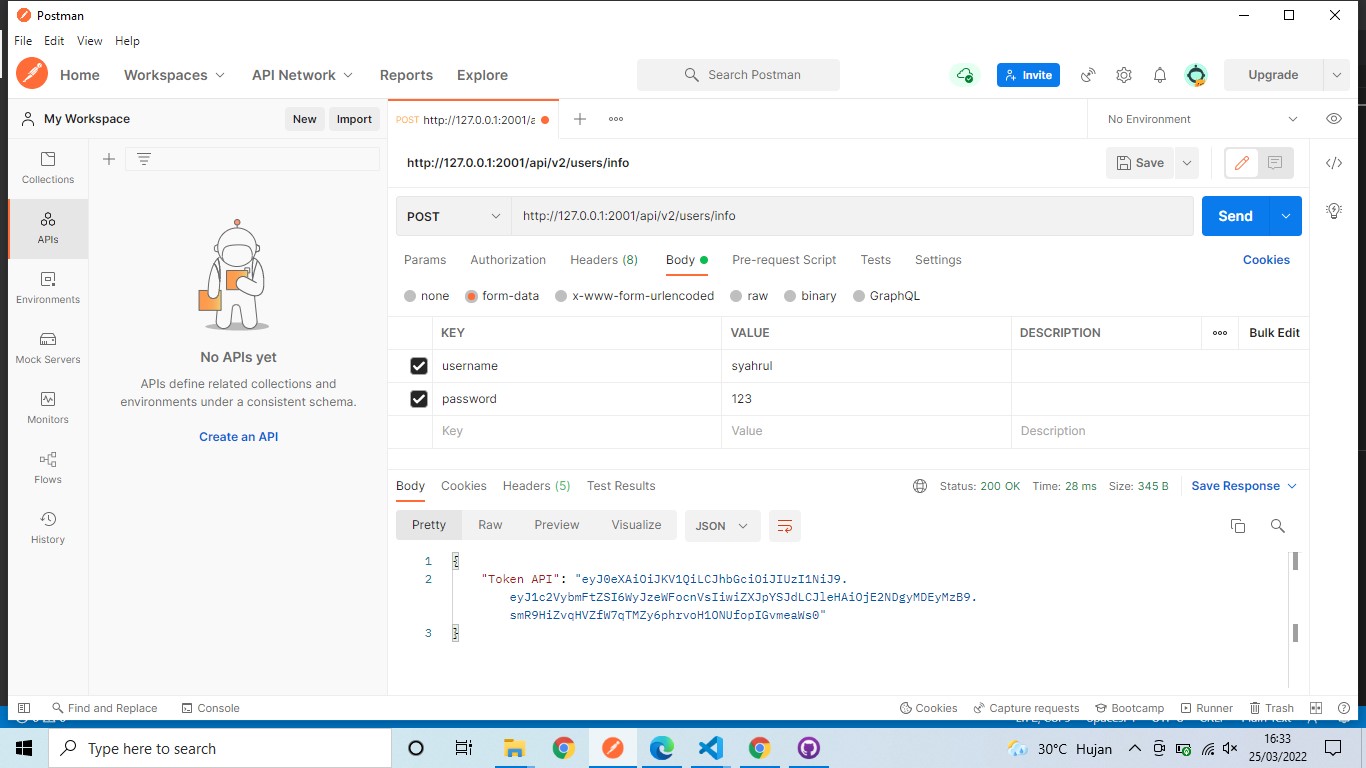 Postman
File Edit View Help
Home Workspaces API Network Reports Explore Search Postman Invite Upgrade
My Workspace New Import POST http://127.0.0.1:2001/a No Environment
http://127.0.0.1:2001/api/v2/users/info Save
Collections
APIs
Environments
Mock Servers
Monitors
Flows
History
No APIs yet
APIs define related collections and
environments under a consistent schema.
Create an API
POST http://127.0.0.1:2001/api/v2/users/info Send
Params Authorization Headers (8) Body Pre-request Script Tests Settings Cookies
none form-data x-www-form-urlencoded raw binary GraphQL
KEY VALUE DESCRIPTION Bulk Edit
username syahrul
password 123
Key Value Description
Body Cookies Headers (5) Test Results Status: 200 OK Time: 28 ms Size: 345 B Save Response
Pretty Raw Preview Visualize JSON
1 {
2 "Token API": "eyJ0eXAiOiJKV1QiLCJhbGciOiJIUzI1NiJ9.
eyJ1c2VybmFtZSI6WyJzeWFocnVsIiwiZXJpYSJdLCJleHAiOjE2NDgyMDEyMzB9.
smR9HiZvqHVZfW7qTMZy6phrvoH1ONUfopIGvmeaWs0"
3 }
Find and Replace Console Cookies Capture requests Bootcamp Runner Trash
Type here to search 30°C Hujan 16:33
25/03/2022